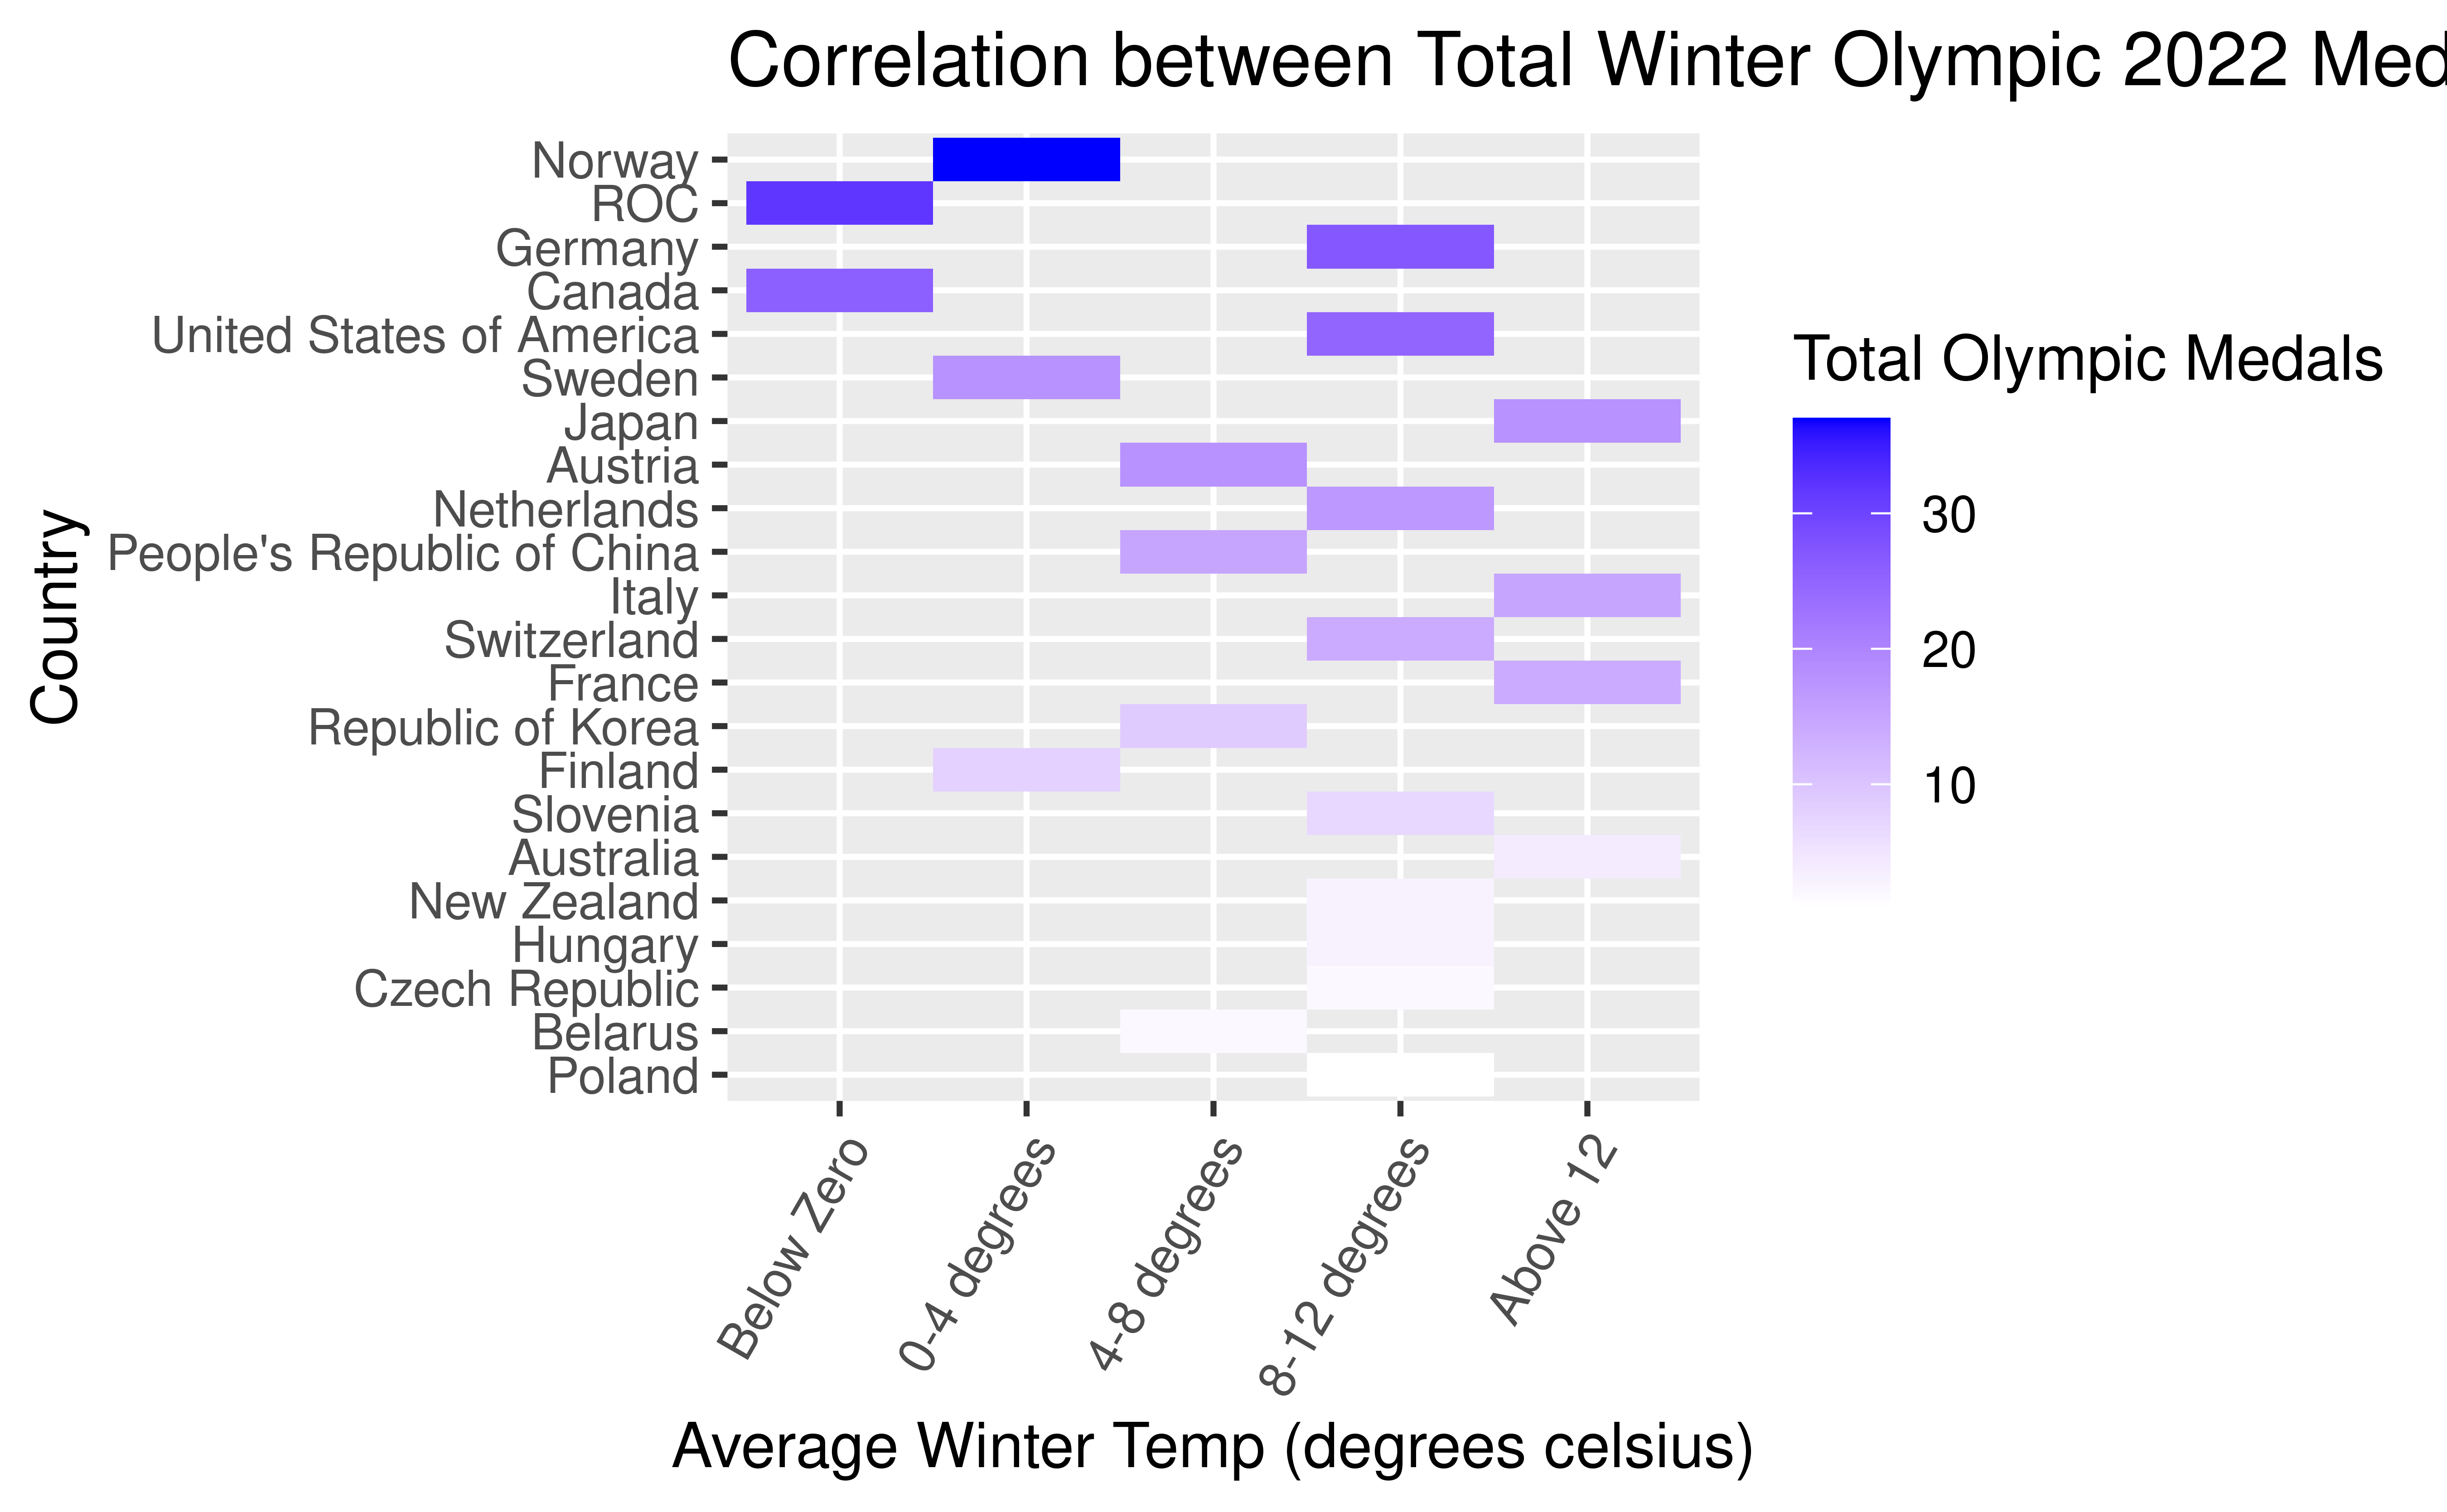 Correlation between Total Winter Olympic 2022 Med
Country
Norway
ROC
Germany
Canada
United States of America
Sweden
Japan
Austria
Netherlands
People's Republic of China
Italy
Switzerland
France
Republic of Korea
Finland
Slovenia
Australia
New Zealand
Hungary
Czech Republic
Belarus
Poland
Below Zero
0-4 degrees
4-8 degrees
8-12 degrees
Above 12
Average Winter Temp (degrees celsius)
Total Olympic Medals
30
20
10